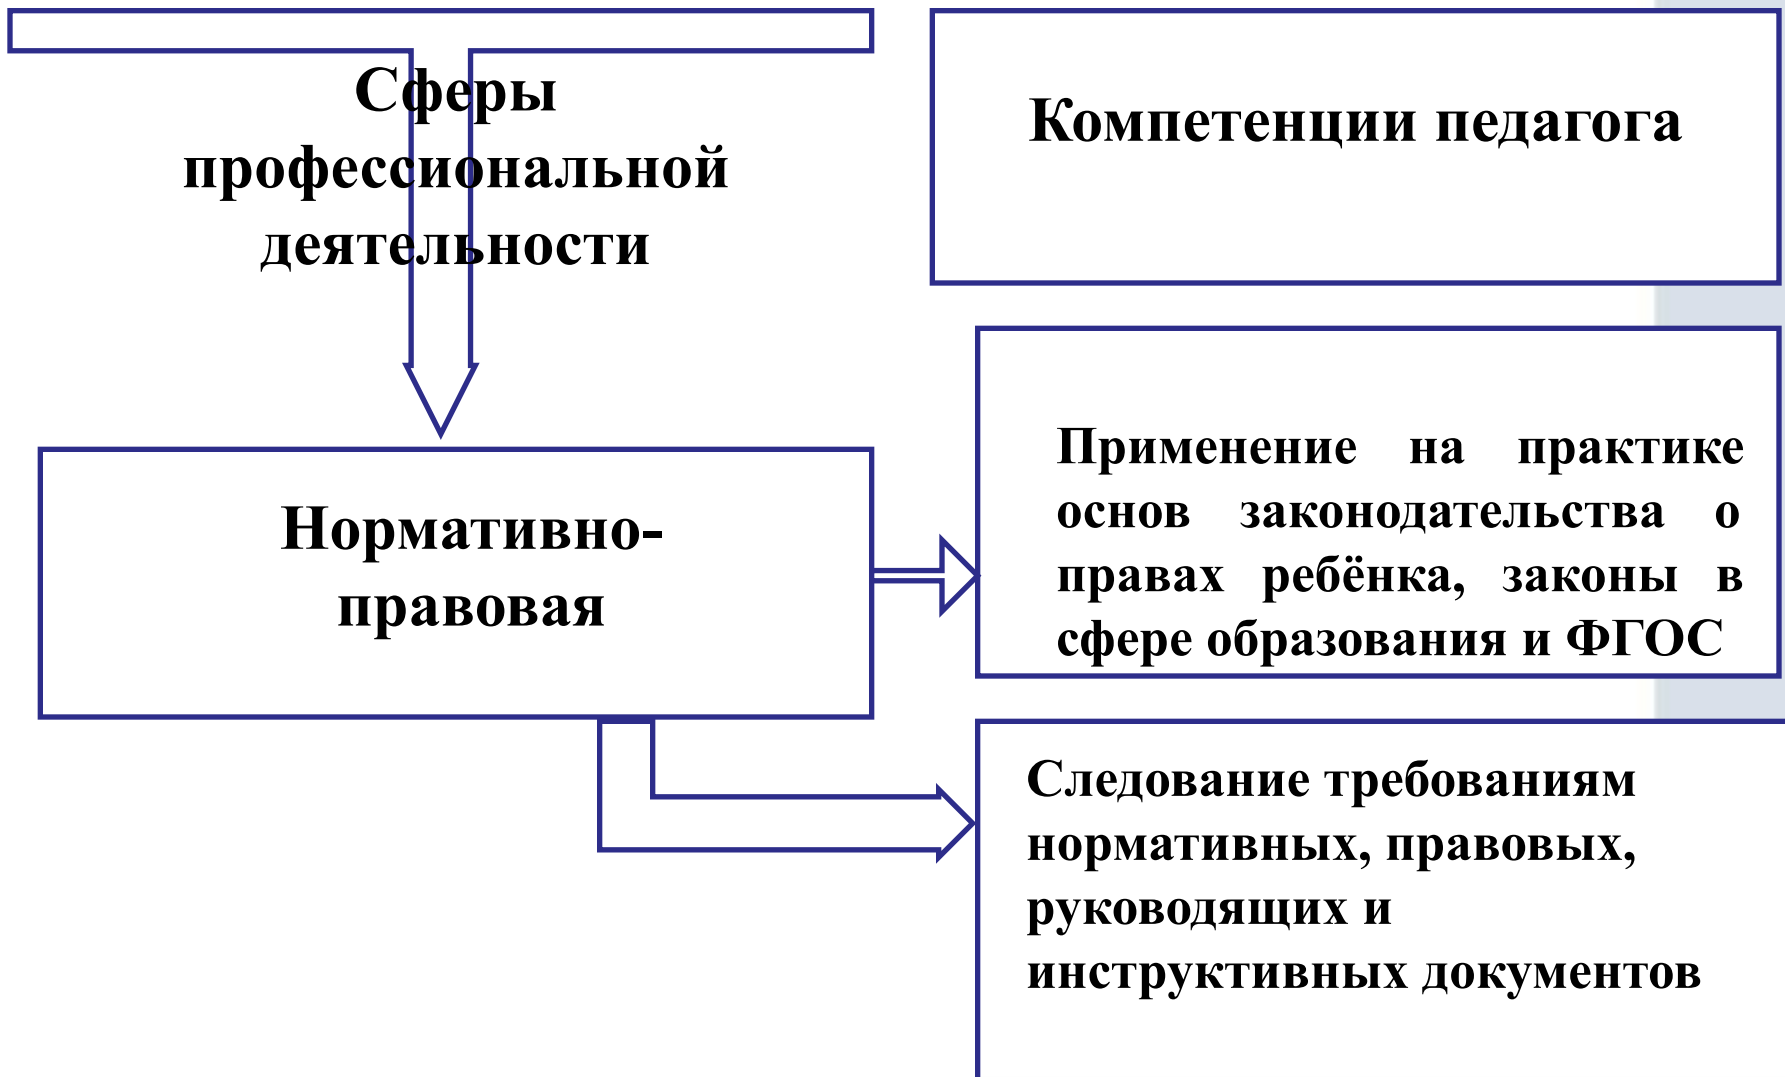 Сферы
профессиональной
деятельности
Компетенции педагога
Нормативно-
правовая
Применение на практике
основ законодательства о
правах ребёнка, законы в
сфере образования и ФГОС
Следование требованиям
нормативных, правовых,
руководящих и
инструктивных документов